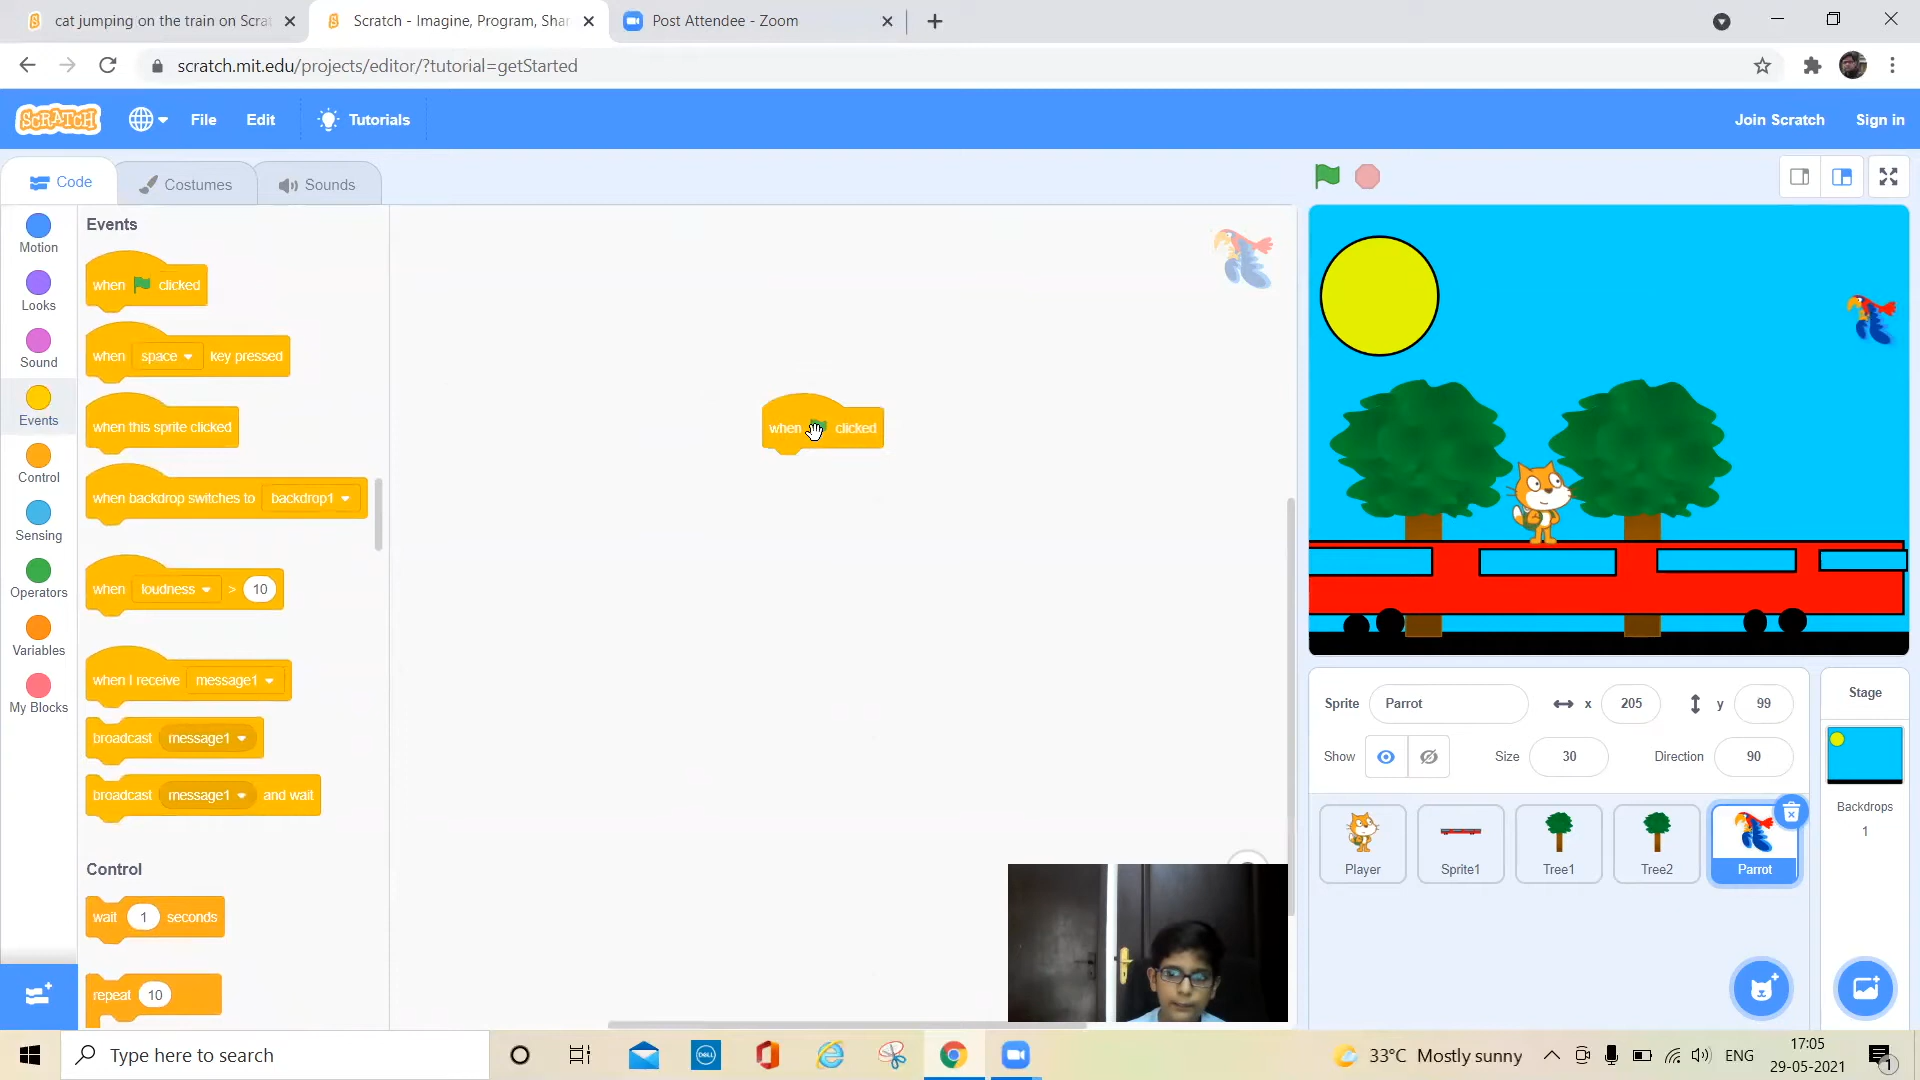 cat jumping on the train on Scrat
Scratch - Imagine, Program, Shar
Post Attendee - Zoom
scratch.mit.edu/projects/editor/?tutorial=getStarted
SCRATCH
File
Edit
Tutorials
Join Scratch
Sign in
Code
Costumes
Sounds
Motion
Looks
Sound
Events
Control
Sensing
Operators
Variables
My Blocks
Events
when clicked
when space key pressed
when this sprite clicked
when backdrop switches to backdrop1
when loudness > 10
when I receive message1
broadcast message1
broadcast message1 and wait
Control
wait 1 seconds
repeat 10
when clicked
Sprite Parrot x 205 y 99
Show Size 30 Direction 90
Player
Sprite1
Tree1
Tree2
Parrot
Stage
Backdrops
1
Type here to search
DELL
33°C Mostly sunny
ENG
17:05
29-05-2021
1